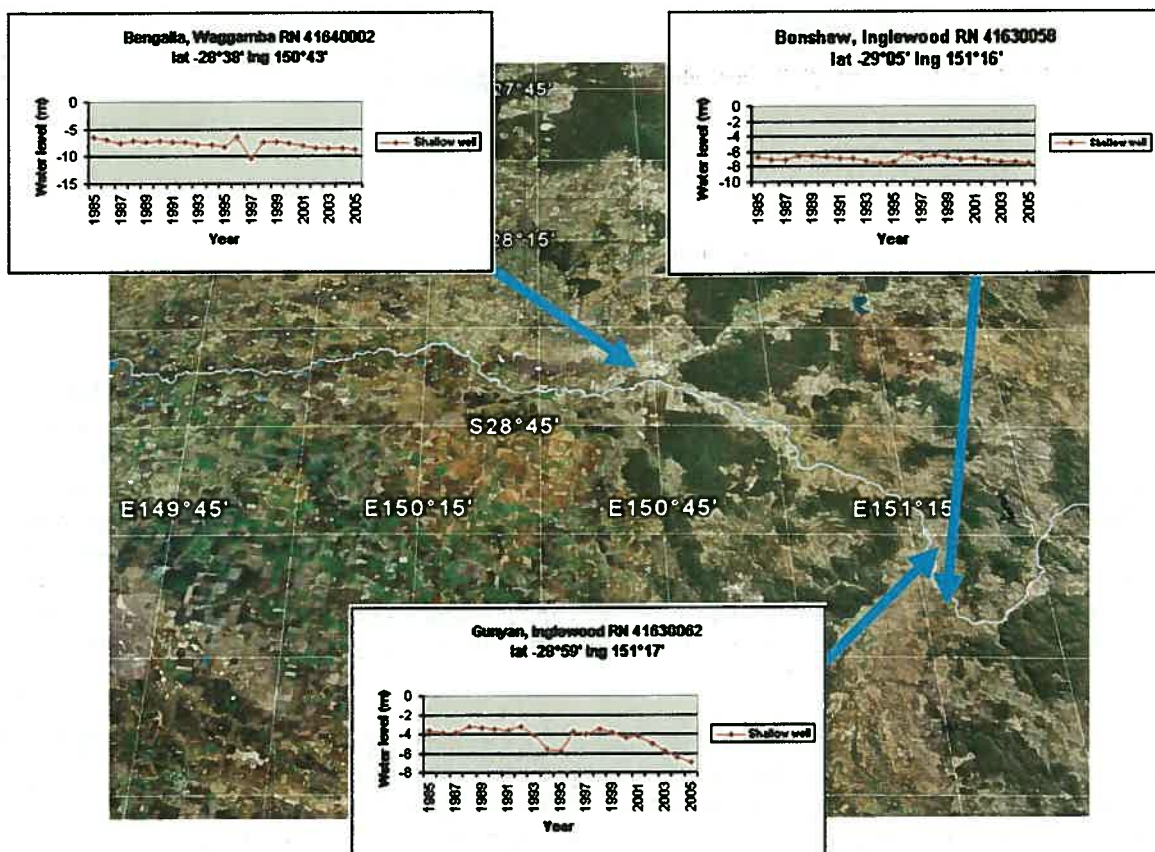 Bengalla, Waggamba RN 41640002
lat -28°38' lng 150°43'
Water level (m)
0
-5
-10
-15
1985
1987
1989
1991
1993
1995
1997
1999
2001
2003
2005
Year
Shallow well
Bonshaw, Inglewood RN 41630058
lat -29°05' lng 151°16'
Water level (m)
0
-2
-4
-6
-8
-10
1985
1987
1989
1991
1993
1995
1997
1999
2001
2003
2005
Year
Shallow well
27°45'
28°15'
S28°45'
E149°45'
E150°15'
E150°45'
E151°15'
Gunyan, Inglewood RN 41630062
lat -28°59' lng 151°17'
Water level (m)
0
-2
-4
-6
-8
1985
1987
1989
1991
1993
1995
1997
1999
2001
2003
2005
Year
Shallow well